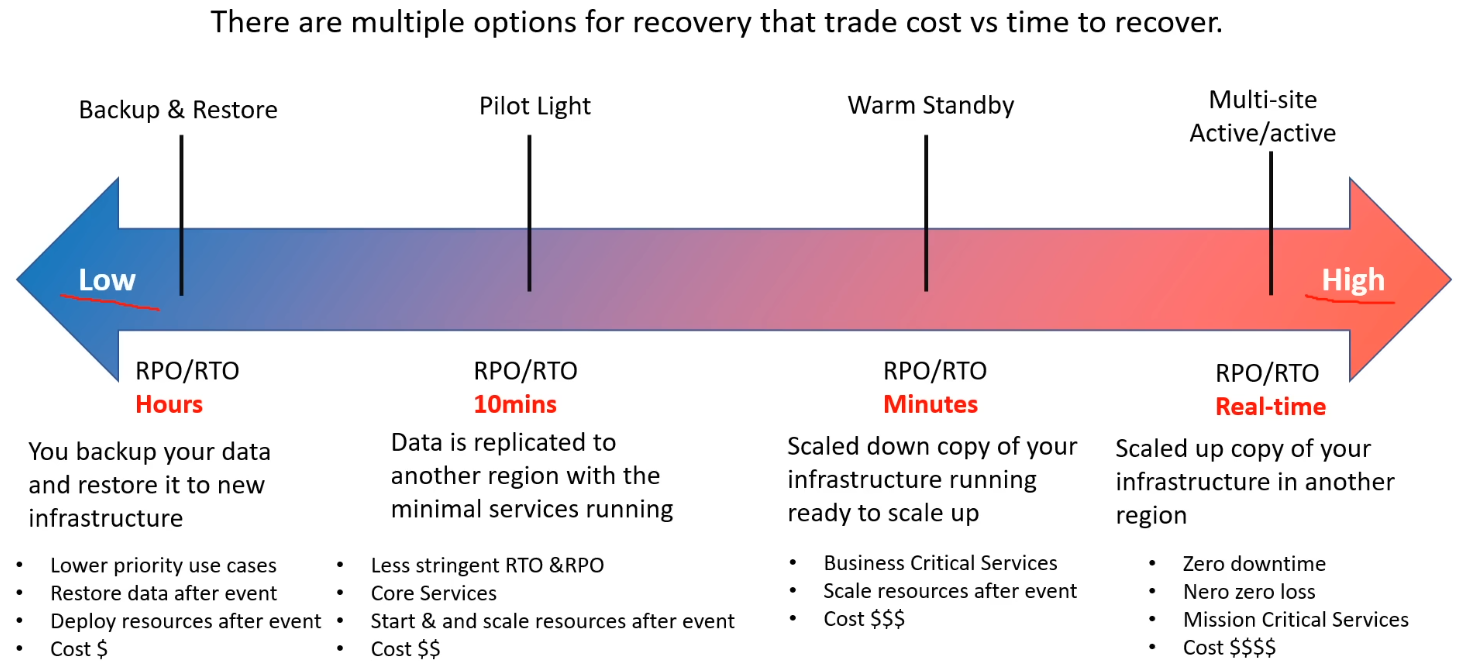 There are multiple options for recovery that trade cost vs time to recover.
Backup & Restore
Pilot Light
Warm Standby
Multi-site
Active/active
Low
High
RPO/RTO
Hours
You backup your data
and restore it to new
infrastructure
• Lower priority use cases
• Restore data after event
• Deploy resources after event
• Cost $
RPO/RTO
10mins
Data is replicated to
another region with the
minimal services running
• Less stringent RTO &RPO
• Core Services
• Start & and scale resources after event
• Cost $$
RPO/RTO
Minutes
Scaled down copy of your
infrastructure running
ready to scale up
• Business Critical Services
• Scale resources after event
• Cost $$$
RPO/RTO
Real-time
Scaled up copy of your
infrastructure in another
region
• Zero downtime
• Nero zero loss
• Mission Critical Services
• Cost $$$$